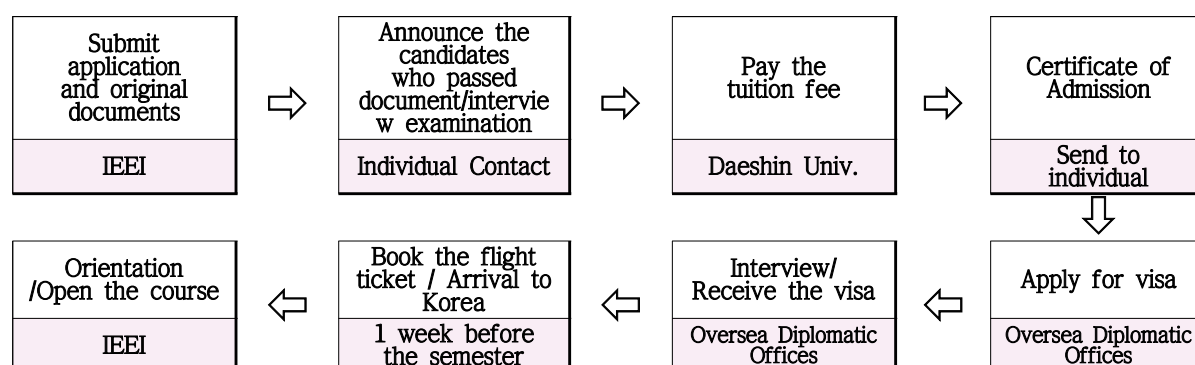 Submit
application
and original
documents
IEEI
Announce the
candidates
who passed
document/intervie
w examination
Individual Contact
Pay the
tuition fee
Daeshin Univ.
Certificate of
Admission
Send to
individual
Apply for visa
Oversea Diplomatic
Offices
Interview/
Receive the visa
Oversea Diplomatic
Offices
Book the flight
ticket / Arrival to
Korea
1 week before
the semester
Orientation
/Open the course
IEEI